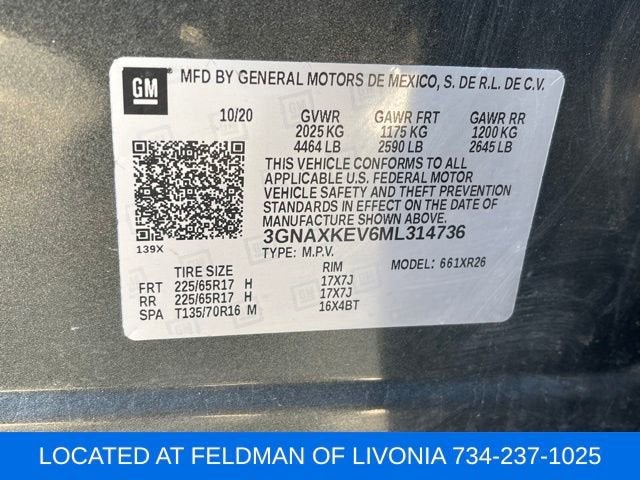 GM
MFD BY GENERAL MOTORS DE MEXICO, S. DE R.L. DE C.V.
10/20 GVWR GAWR FRT GAWR RR
2025 KG 1175 KG 1200 KG
4464 LB 2590 LB 2645 LB
THIS VEHICLE CONFORMS TO ALL
APPLICABLE U.S. FEDERAL MOTOR
VEHICLE SAFETY AND THEFT PREVENTION
STANDARDS IN EFFECT ON THE DATE OF
MANUFACTURE SHOWN ABOVE.
139X
3GNAXKEV6ML314736
TYPE: M.P.V. MODEL: 661XR26
TIRE SIZE RIM
FRT 225/65R17 H 17X7J
RR 225/65R17 H 17X7J
SPA T135/70R16 M 16X4BT
LOCATED AT FELDMAN OF LIVONIA 734-237-1025